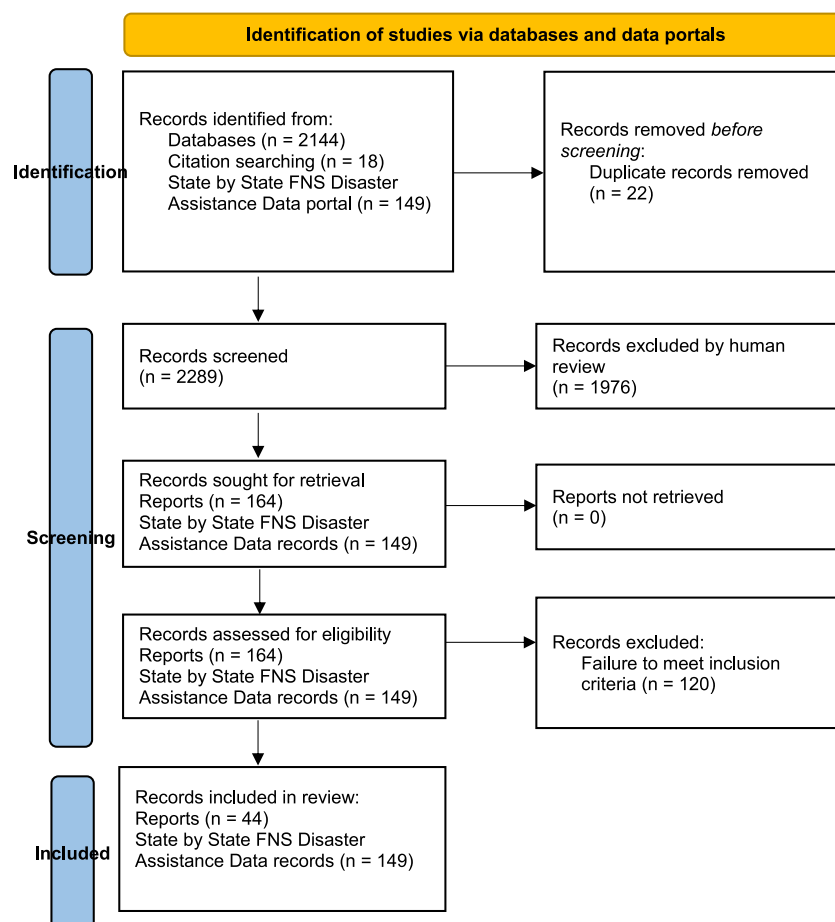 Identification of studies via databases and data portals
Identification
Records identified from:
Databases (n = 2144)
Citation searching (n = 18)
State by State FNS Disaster
Assistance Data portal (n = 149)
Records removed before
screening:
Duplicate records removed
(n = 22)
Screening
Records screened
(n = 2289)
Records excluded by human
review
(n = 1976)
Records sought for retrieval
Reports (n = 164)
State by State FNS Disaster
Assistance Data records (n = 149)
Reports not retrieved
(n = 0)
Records assessed for eligibility
Reports (n = 164)
State by State FNS Disaster
Assistance Data records (n = 149)
Records excluded:
Failure to meet inclusion
criteria (n = 120)
Included
Records included in review:
Reports (n = 44)
State by State FNS Disaster
Assistance Data records (n = 149)